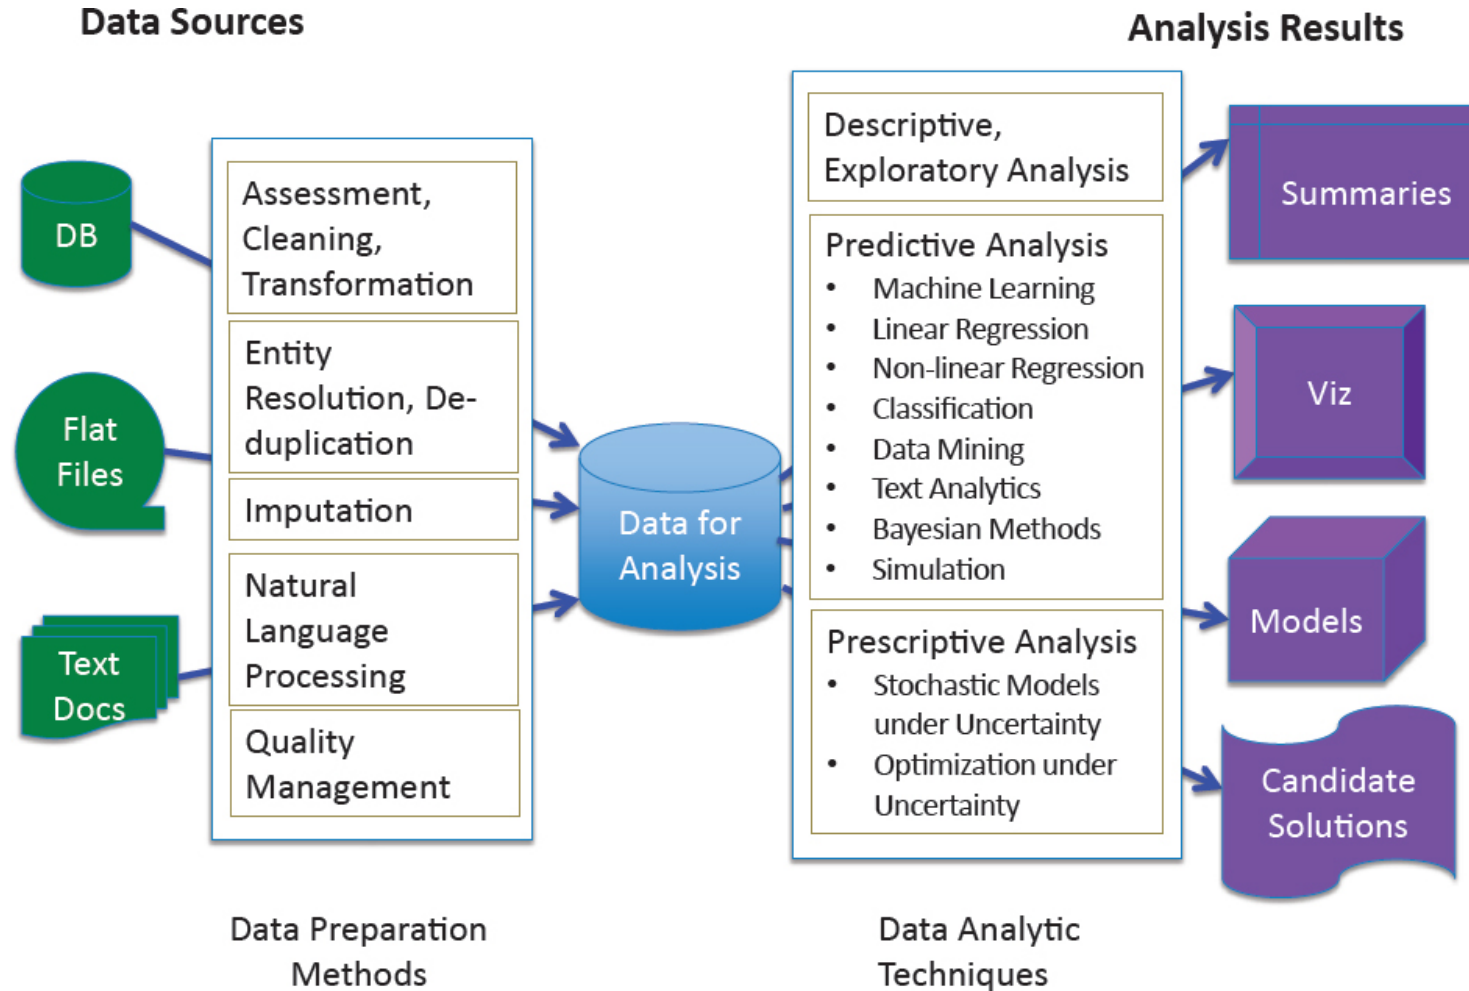 Data Sources
Analysis Results
DB
Flat
Files
Text
Docs
Assessment,
Cleaning,
Transformation
Entity
Resolution, De-
duplication
Imputation
Natural
Language
Processing
Quality
Management
Data Preparation
Methods
Data for
Analysis
Descriptive,
Exploratory Analysis
Predictive Analysis
• Machine Learning
• Linear Regression
• Non-linear Regression
• Classification
• Data Mining
• Text Analytics
• Bayesian Methods
• Simulation
Prescriptive Analysis
• Stochastic Models
under Uncertainty
• Optimization under
Uncertainty
Data Analytic
Techniques
Summaries
Viz
Models
Candidate
Solutions